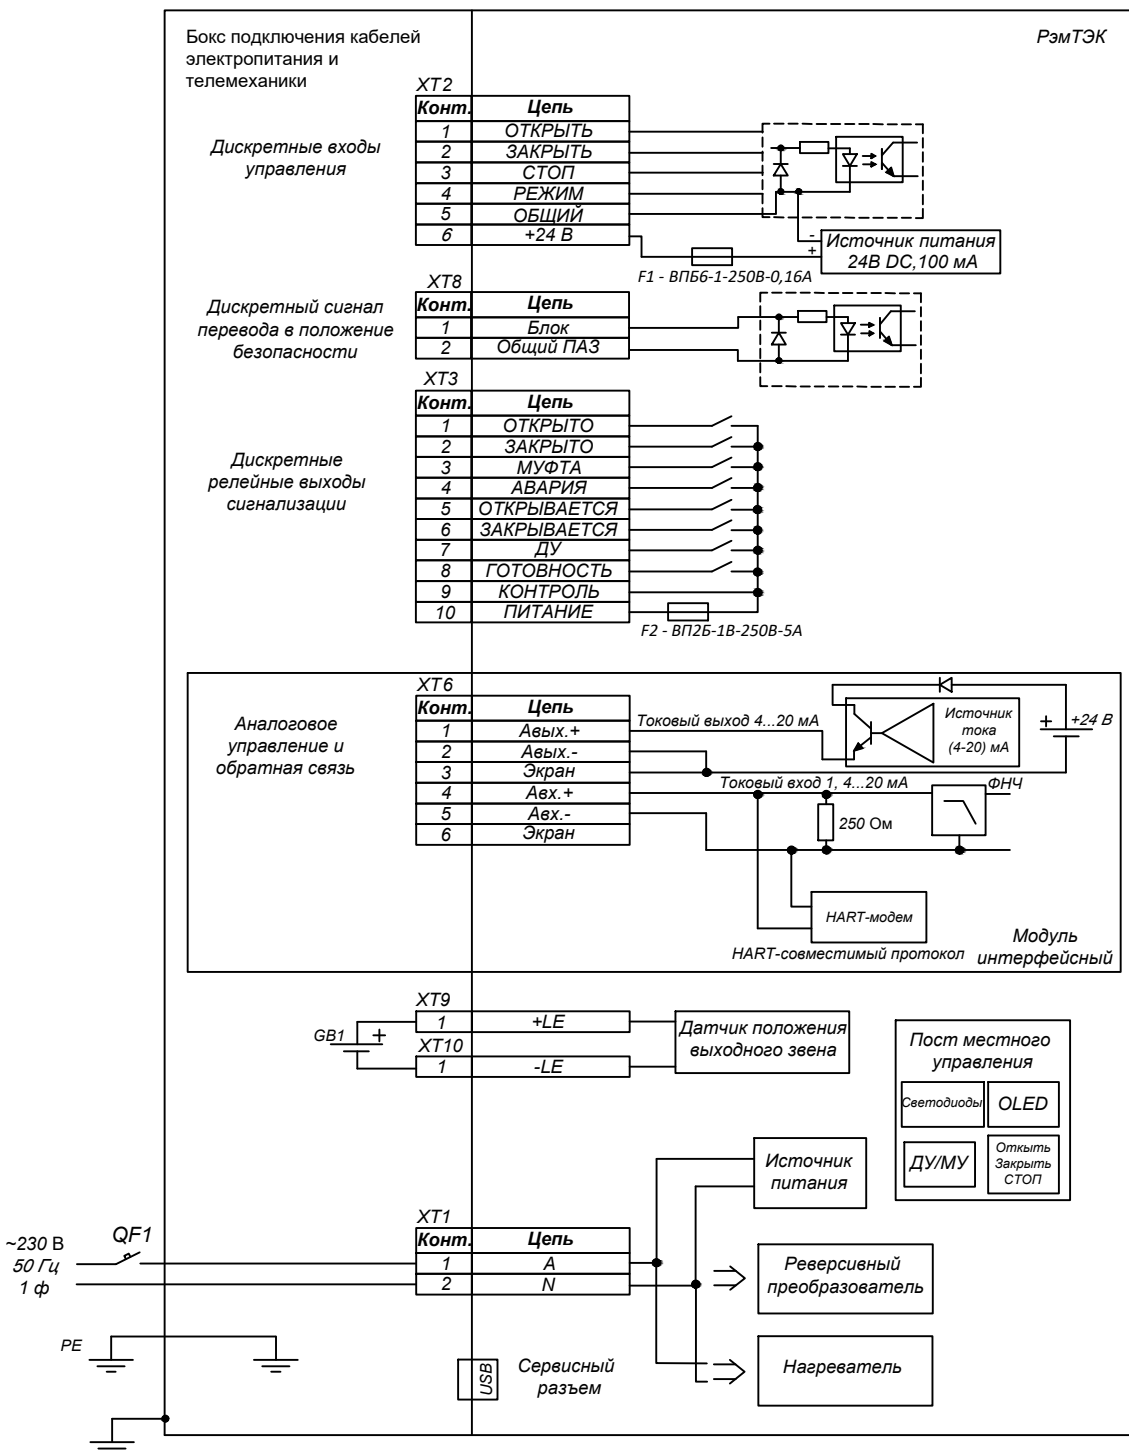 Бокс подключения кабелей
электропитания и
телемеханики
РэмТЭК
Дискретные входы
управления
XT2
Конт. Цепь
1 ОТКРЫТЬ
2 ЗАКРЫТЬ
3 СТОП
4 РЕЖИМ
5 ОБЩИЙ
6 +24 В
-
+
Источник питания
24В DC,100 мА
F1 - ВПБ6-1-250В-0,16А
Дискретный сигнал
перевода в положение
безопасности
XT8
Конт. Цепь
1 Блок
2 Общий ПАЗ
Дискретные
релейные выходы
сигнализации
XT3
Конт. Цепь
1 ОТКРЫТО
2 ЗАКРЫТО
3 МУФТА
4 АВАРИЯ
5 ОТКРЫВАЕТСЯ
6 ЗАКРЫВАЕТСЯ
7 ДУ
8 ГОТОВНОСТЬ
9 КОНТРОЛЬ
10 ПИТАНИЕ
F2 - ВП2Б-1В-250В-5А
Аналоговое
управление и
обратная связь
XT6
Конт. Цепь
1 Авых.+
2 Авых.-
3 Экран
4 Авх.+
5 Авх.-
6 Экран
Токовый выход 4...20 мА
Источник
тока
(4-20) мА
+
+24 В
Токовый вход 1, 4...20 мА
ФНЧ
250 Ом
HART-модем
HART-совместимый протокол
Модуль
интерфейсный
GB1
+
XT9
1 +LE
XT10
1 -LE
Датчик положения
выходного звена
Пост местного
управления
Светодиоды
OLED
ДУ/МУ
Откыть
Закрыть
СТОП
~230 В
50 Гц
1 ф
QF1
XT1
Конт. Цепь
1 A
2 N
Источник
питания
Реверсивный
преобразователь
Нагреватель
PE
USB
Сервисный
разъем